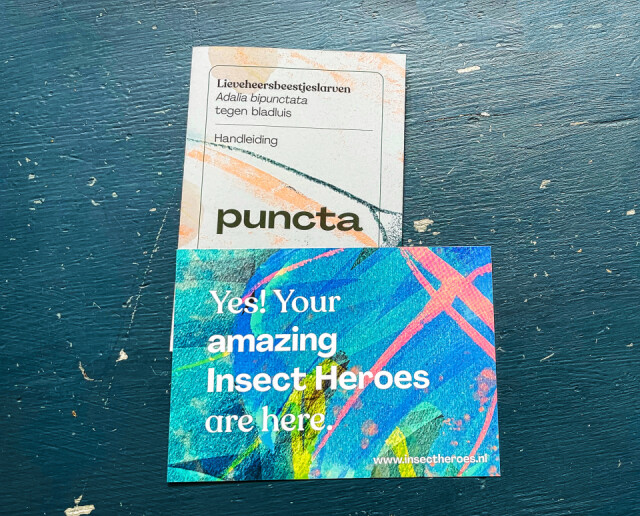 Lieveheersbeestjeslarven
Adalia bipunctata
tegen bladluis
Handleiding
puncta
Yes! Your
amazing
Insect Heroes
are here.
www.insectheroes.nl